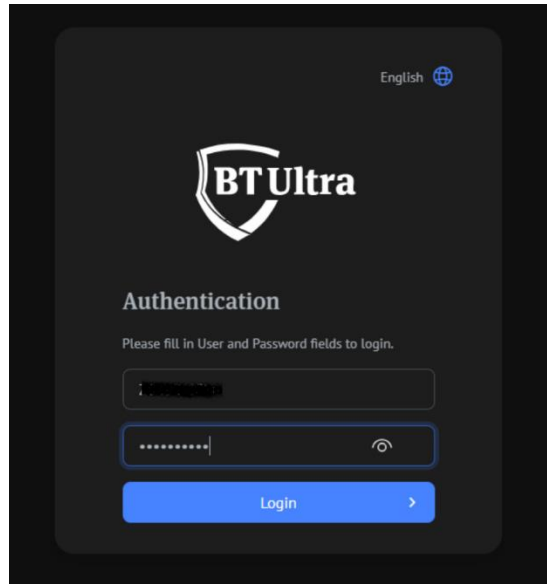 English
BT Ultra
Authentication
Please fill in User and Password fields to login.
••••••••••
Login